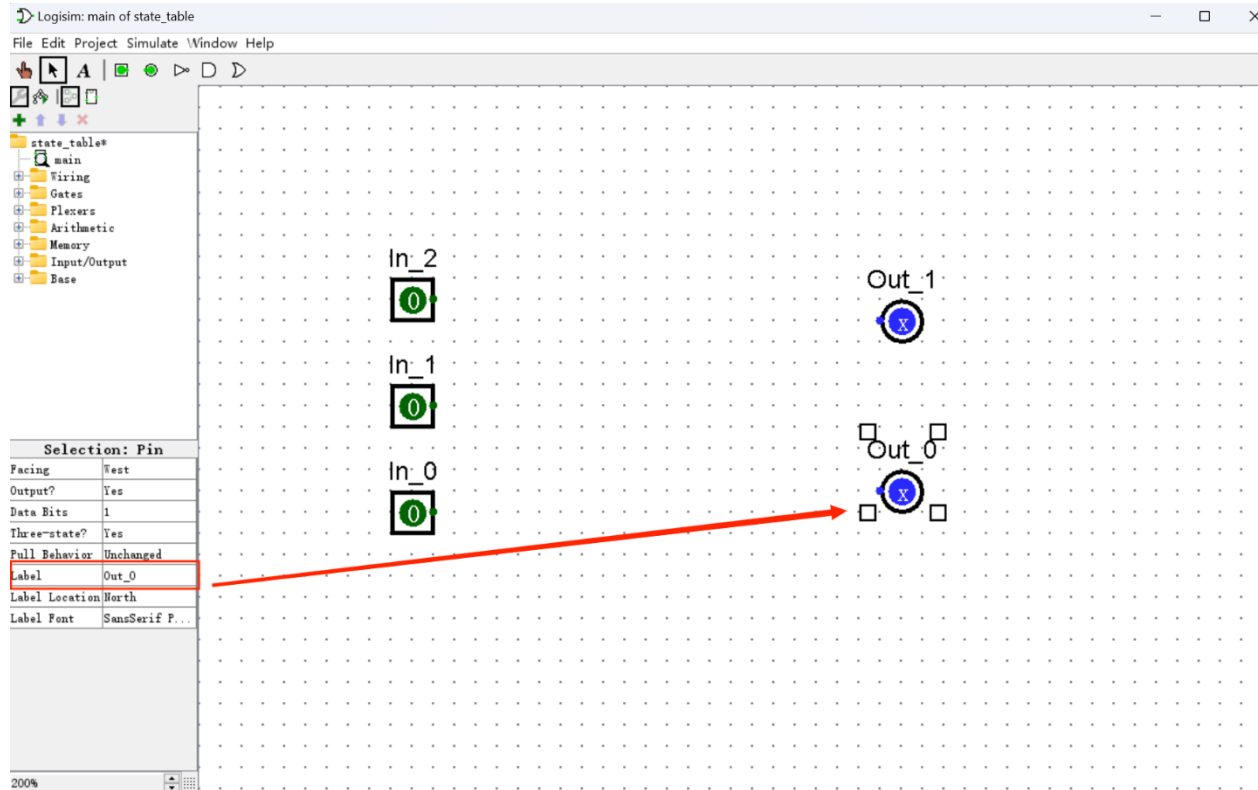 Logisim: main of state_table
File Edit Project Simulate Window Help
A
state_table*
main
Wiring
Gates
Plexers
Arithmetic
Memory
Input/Output
Base
In_2
0
Out_1
x
In_1
0
Out_0
x
In_0
0
Selection: Pin
Facing West
Output? Yes
Data Bits 1
Three-state? Yes
Pull Behavior Unchanged
Label Out_0
Label Location North
Label Font SansSerif P...
200%